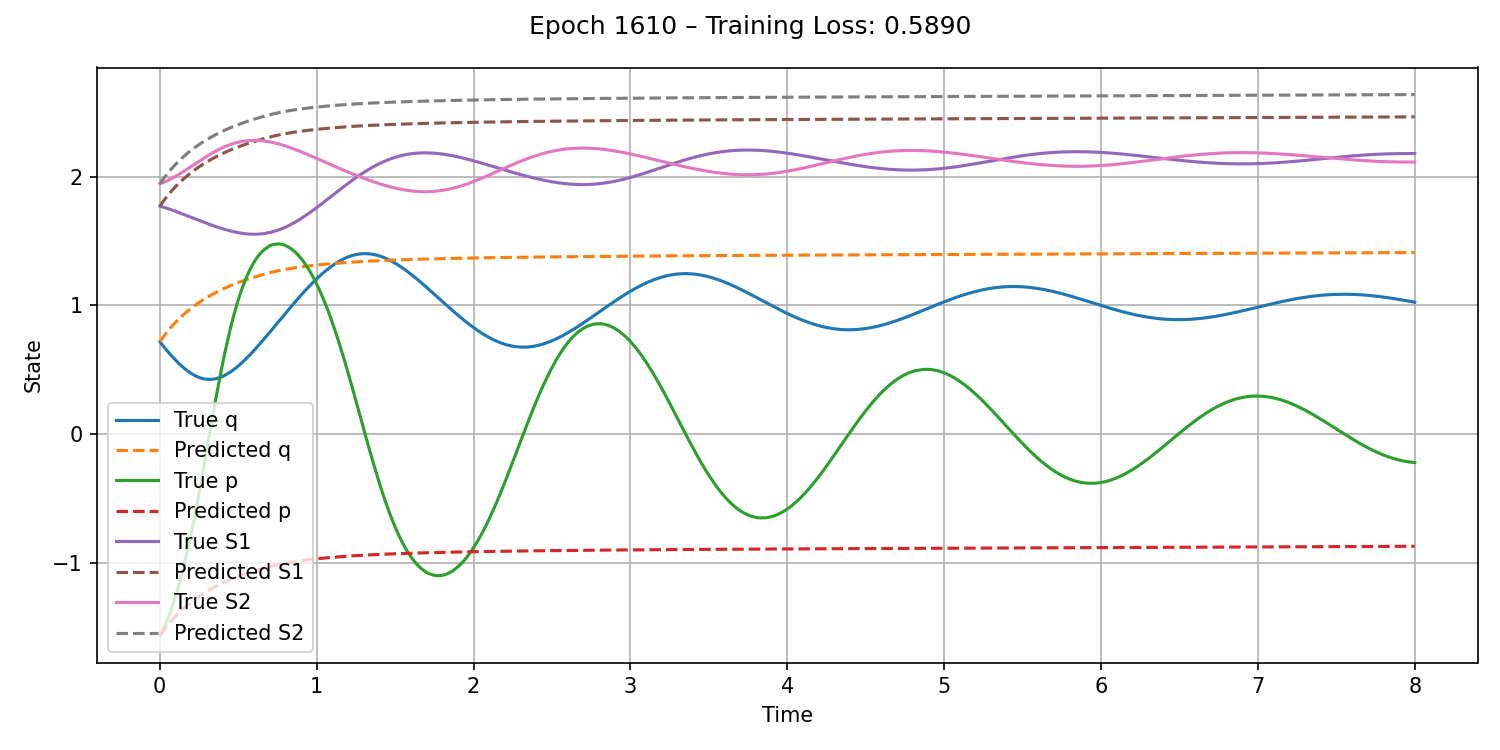 Epoch 1610 – Training Loss: 0.5890
State
2
1
0
−1
True q
Predicted q
True p
Predicted p
True S1
Predicted S1
True S2
Predicted S2
0 1 2 3 4 5 6 7 8
Time